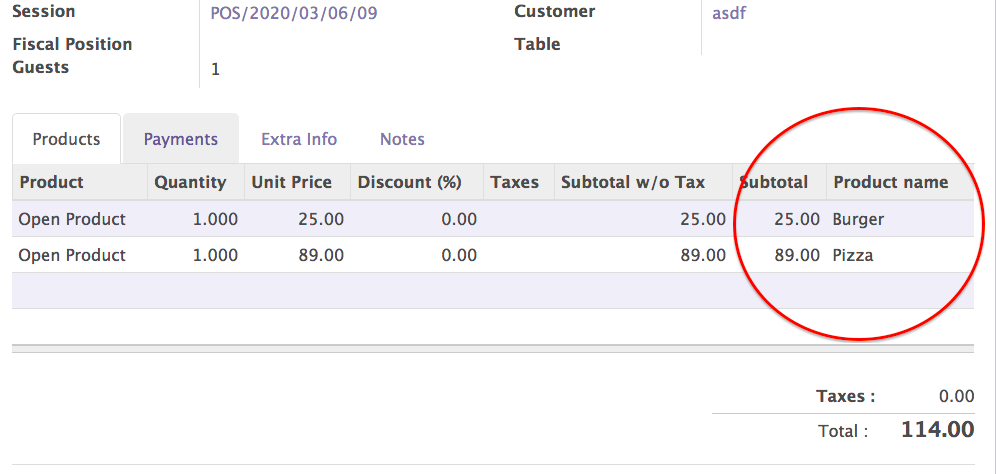 Session POS/2020/03/06/09 Customer asdf
Fiscal Position Table
Guests 1
Products Payments Extra Info Notes
Product Quantity Unit Price Discount (%) Taxes Subtotal w/o Tax Subtotal Product name
Open Product 1.000 25.00 0.00 25.00 25.00 Burger
Open Product 1.000 89.00 0.00 89.00 89.00 Pizza
Taxes : 0.00
Total : 114.00